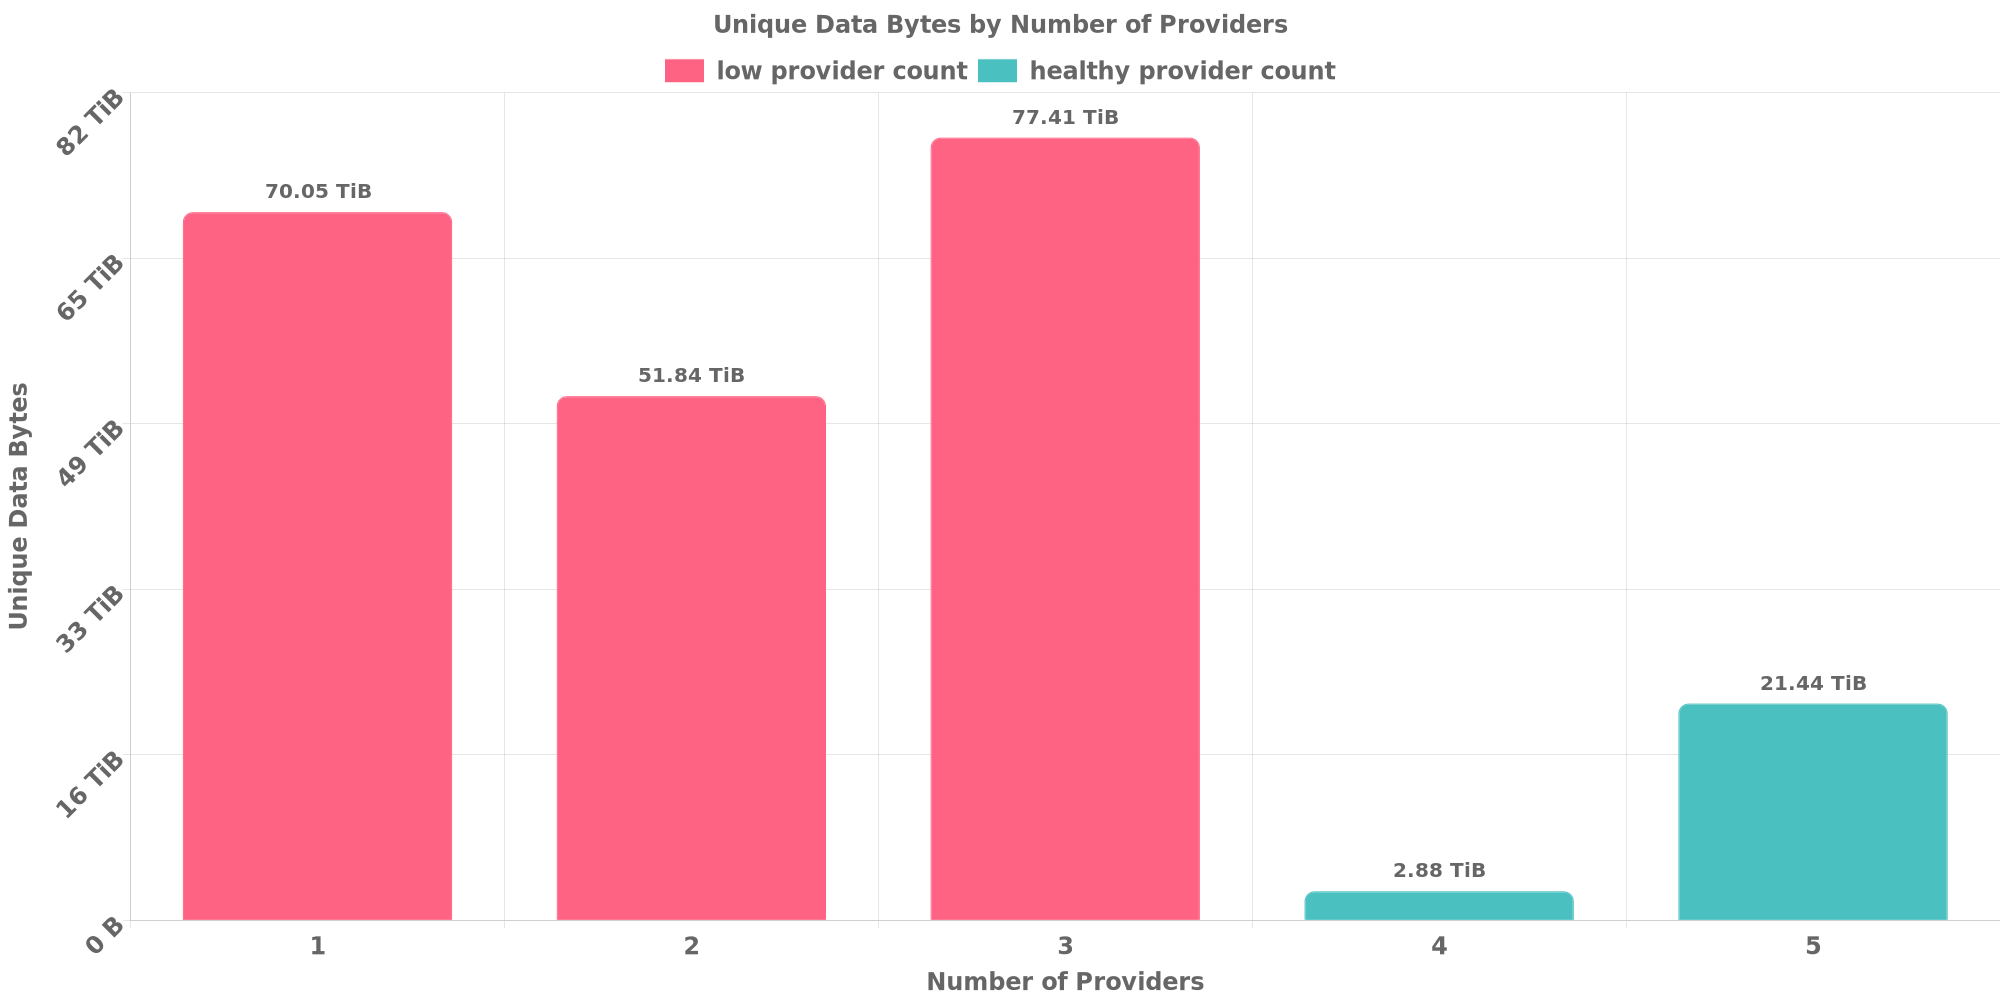 Unique Data Bytes by Number of Providers
low provider count healthy provider count
82 TiB
65 TiB
49 TiB
33 TiB
16 TiB
0 B
Unique Data Bytes
70.05 TiB
51.84 TiB
77.41 TiB
2.88 TiB
21.44 TiB
1 2 3 4 5
Number of Providers